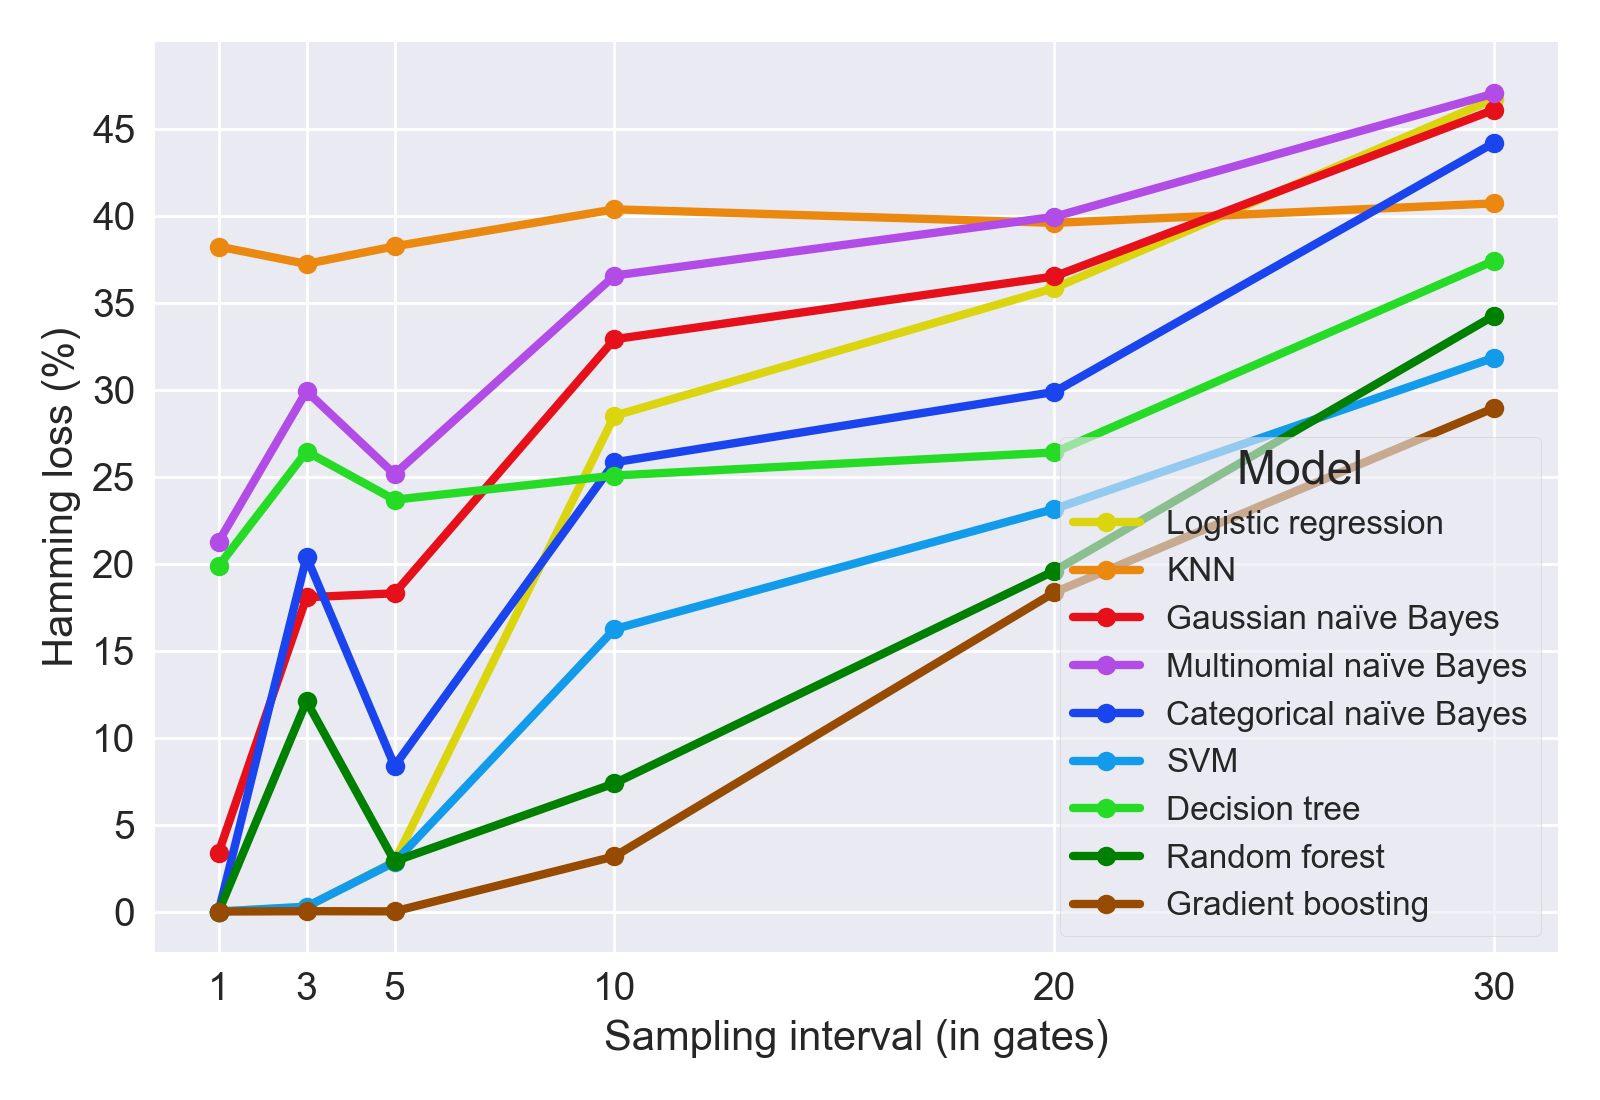 Hamming loss (%)
45
40
35
30
25
20
15
10
5
0
Model
Logistic regression
KNN
Gaussian naïve Bayes
Multinomial naïve Bayes
Categorical naïve Bayes
SVM
Decision tree
Random forest
Gradient boosting
1 3 5 10 20 30
Sampling interval (in gates)